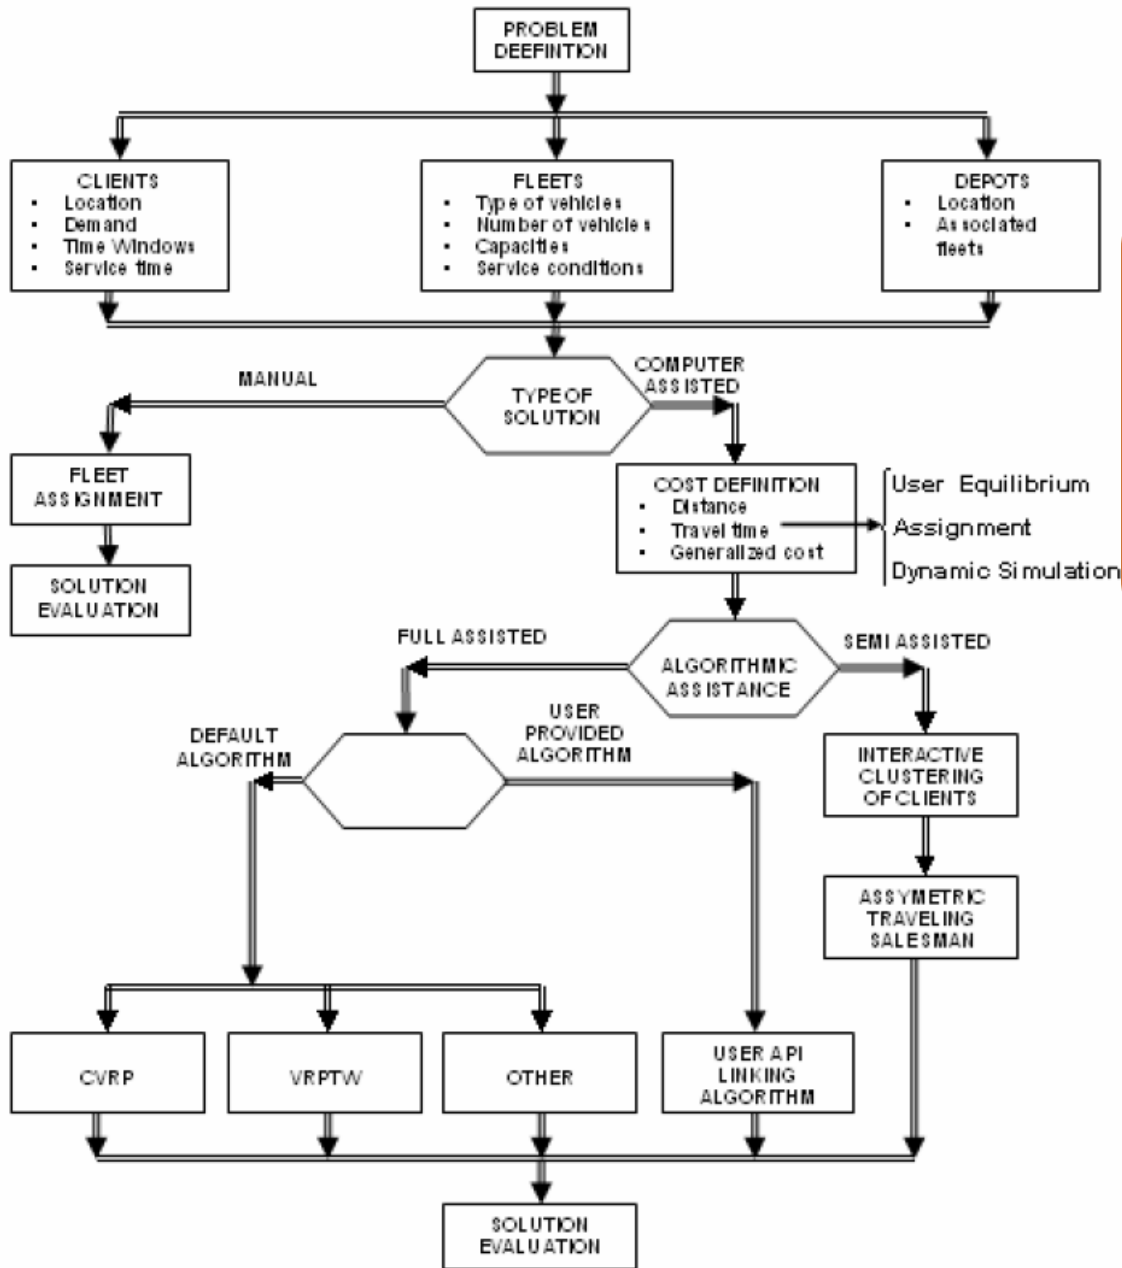 PROBLEM
DEEFINTION
CLIENTS
▪ Location
▪ Demand
▪ Time Windows
▪ Service time
FLEETS
▪ Type of vehicles
▪ Number of vehicles
▪ Capacities
▪ Service conditions
DEPOTS
▪ Location
▪ Associated
fleets
MANUAL
TYPE OF
SOLUTION
COMPUTER
ASSISTED
FLEET
ASSIGNMENT
SOLUTION
EVALUATION
COST DEFINITION
▪ Distance
▪ Travel time
▪ Generalized cost
User Equilibrium
Assignment
Dynamic Simulation
FULL ASSISTED
ALGORITHMIC
ASSISTANCE
SEMI ASSISTED
DEFAULT
ALGORITHM
USER
PROVIDED
ALGORITHM
INTERACTIVE
CLUSTERING
OF CLIENTS
ASSYMETRIC
TRAVELING
SALESMAN
CVRP
VRPTW
OTHER
USER API
LINKING
ALGORITHM
SOLUTION
EVALUATION